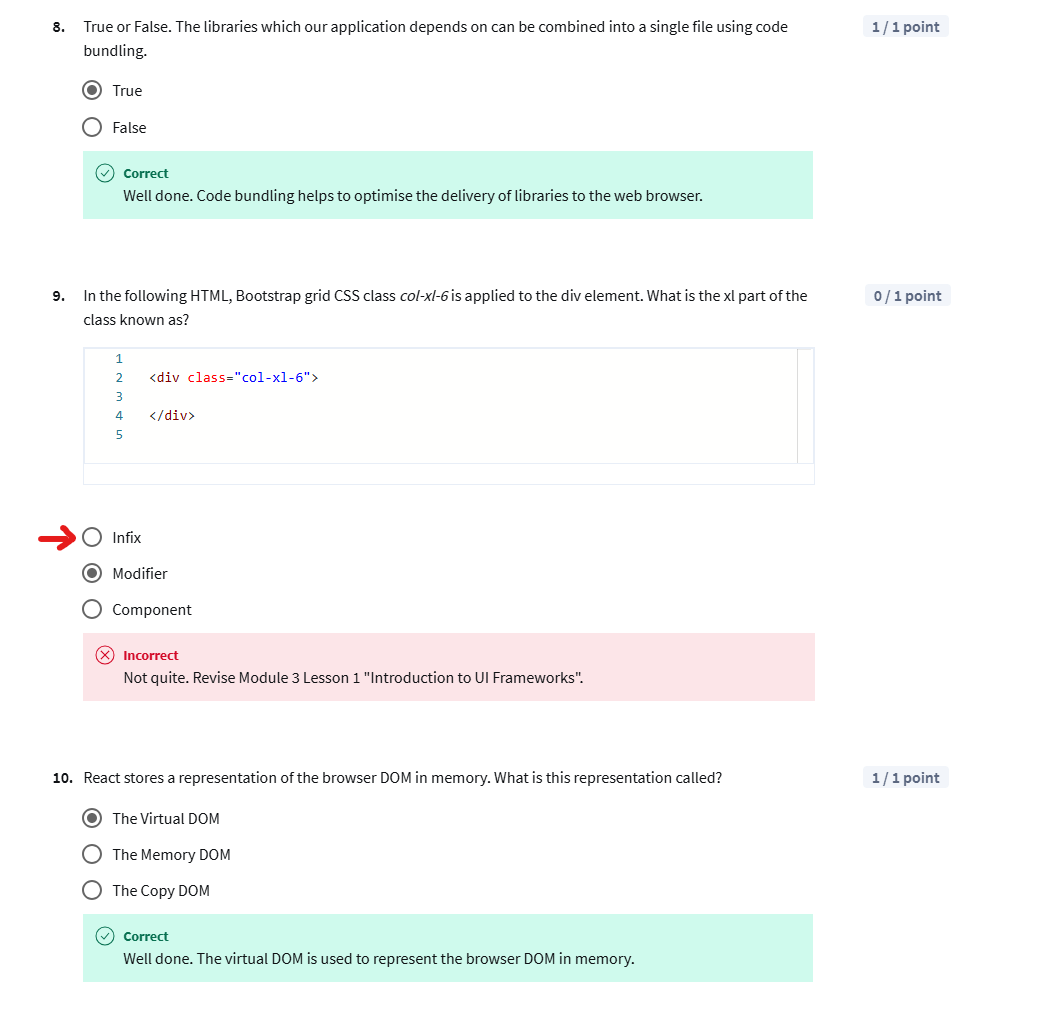 8. True or False. The libraries which our application depends on can be combined into a single file using code
bundling.
1 / 1 point
True
False
Correct
Well done. Code bundling helps to optimise the delivery of libraries to the web browser.
9. In the following HTML, Bootstrap grid CSS class col-xl-6 is applied to the div element. What is the xl part of the
class known as?
0 / 1 point
1
2 <div class="col-xl-6">
3
4 </div>
5
Infix
Modifier
Component
Incorrect
Not quite. Revise Module 3 Lesson 1 "Introduction to UI Frameworks".
10. React stores a representation of the browser DOM in memory. What is this representation called?
1 / 1 point
The Virtual DOM
The Memory DOM
The Copy DOM
Correct
Well done. The virtual DOM is used to represent the browser DOM in memory.